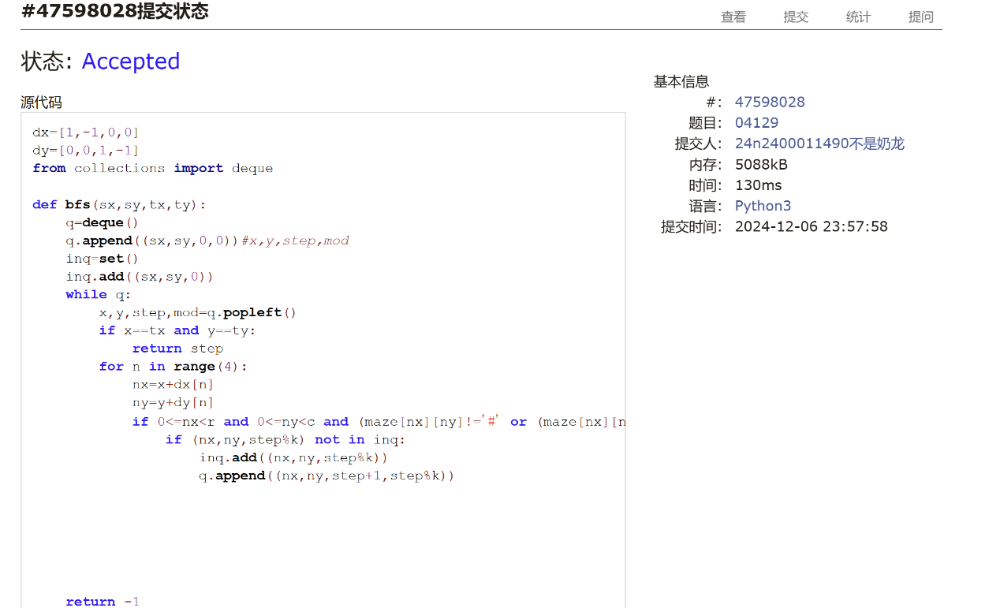 #47598028提交状态
查看 提交 统计 提问
状态: Accepted
源代码
dx=[1,-1,0,0]
dy=[0,0,1,-1]
from collections import deque
def bfs(sx,sy,tx,ty):
    q=deque()
    q.append((sx,sy,0,0))#x,y,step,mod
    inq=set()
    inq.add((sx,sy,0))
    while q:
        x,y,step,mod=q.popleft()
        if x==tx and y==ty:
            return step
        for n in range(4):
            nx=x+dx[n]
            ny=y+dy[n]
            if 0<=nx<r and 0<=ny<c and (maze[nx][ny]!='#' or (maze[nx][n
                if (nx,ny,step%k) not in inq:
                    inq.add((nx,ny,step%k))
                    q.append((nx,ny,step+1,step%k))
    return -1
基本信息
#: 47598028
题目: 04129
提交人: 24n2400011490不是奶龙
内存: 5088kB
时间: 130ms
语言: Python3
提交时间: 2024-12-06 23:57:58